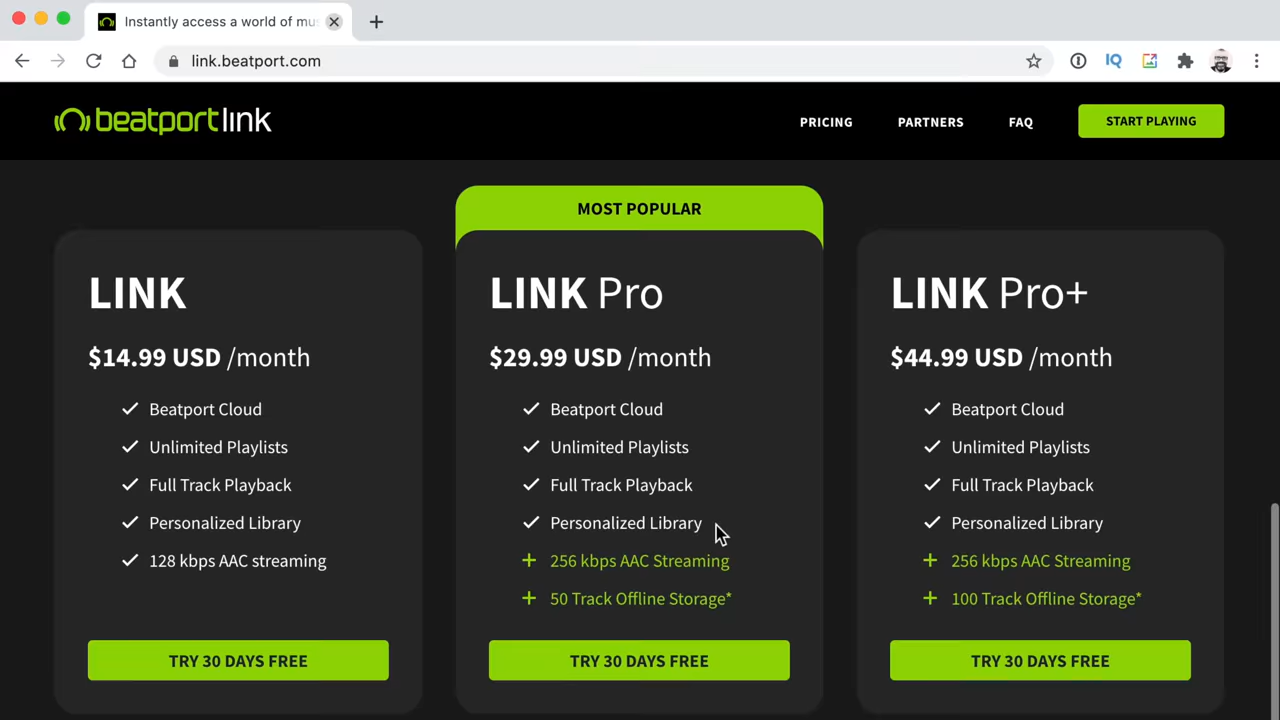 Instantly access a world of mus
link.beatport.com
IQ
beatportlink
PRICING
PARTNERS
FAQ
START PLAYING
MOST POPULAR
LINK
$14.99 USD /month
Beatport Cloud
Unlimited Playlists
Full Track Playback
Personalized Library
128 kbps AAC streaming
TRY 30 DAYS FREE
LINK Pro
$29.99 USD /month
Beatport Cloud
Unlimited Playlists
Full Track Playback
Personalized Library
+ 256 kbps AAC Streaming
+ 50 Track Offline Storage*
TRY 30 DAYS FREE
LINK Pro+
$44.99 USD /month
Beatport Cloud
Unlimited Playlists
Full Track Playback
Personalized Library
+ 256 kbps AAC Streaming
+ 100 Track Offline Storage*
TRY 30 DAYS FREE